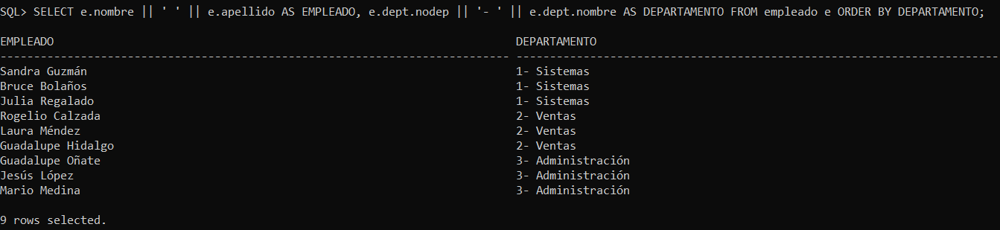 SQL> SELECT e.nombre || ' ' || e.apellido AS EMPLEADO, e.dept.nodep || '- ' || e.dept.nombre AS DEPARTAMENTO FROM empleado e ORDER BY DEPARTAMENTO;
EMPLEADO DEPARTAMENTO
---------------------------------------------------------------------------- ------------------------------------------------------------------------
Sandra Guzmán 1- Sistemas
Bruce Bolaños 1- Sistemas
Julia Regalado 1- Sistemas
Rogelio Calzada 2- Ventas
Laura Méndez 2- Ventas
Guadalupe Hidalgo 2- Ventas
Guadalupe Oñate 3- Administración
Jesús López 3- Administración
Mario Medina 3- Administración
9 rows selected.